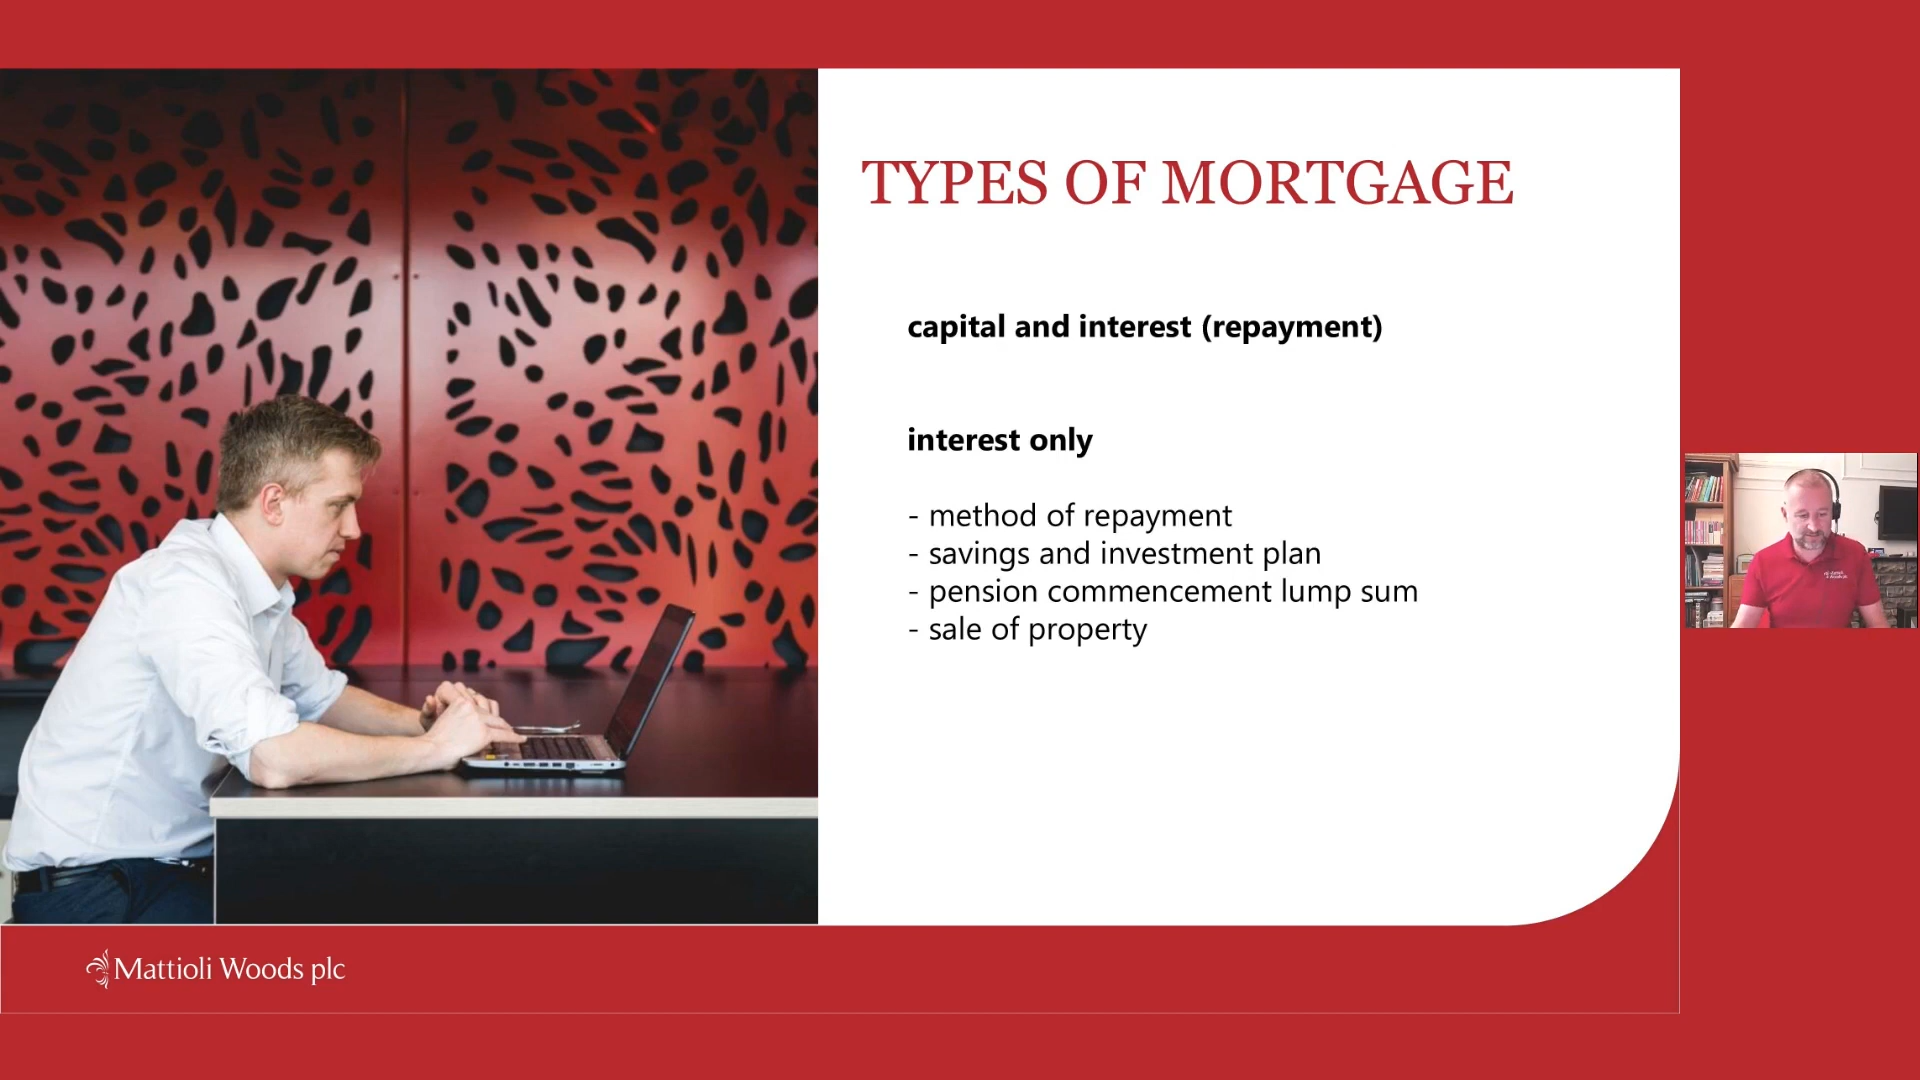 TYPES OF MORTGAGE
capital and interest (repayment)
interest only
- method of repayment
- savings and investment plan
- pension commencement lump sum
- sale of property
Mattioli Woods plc